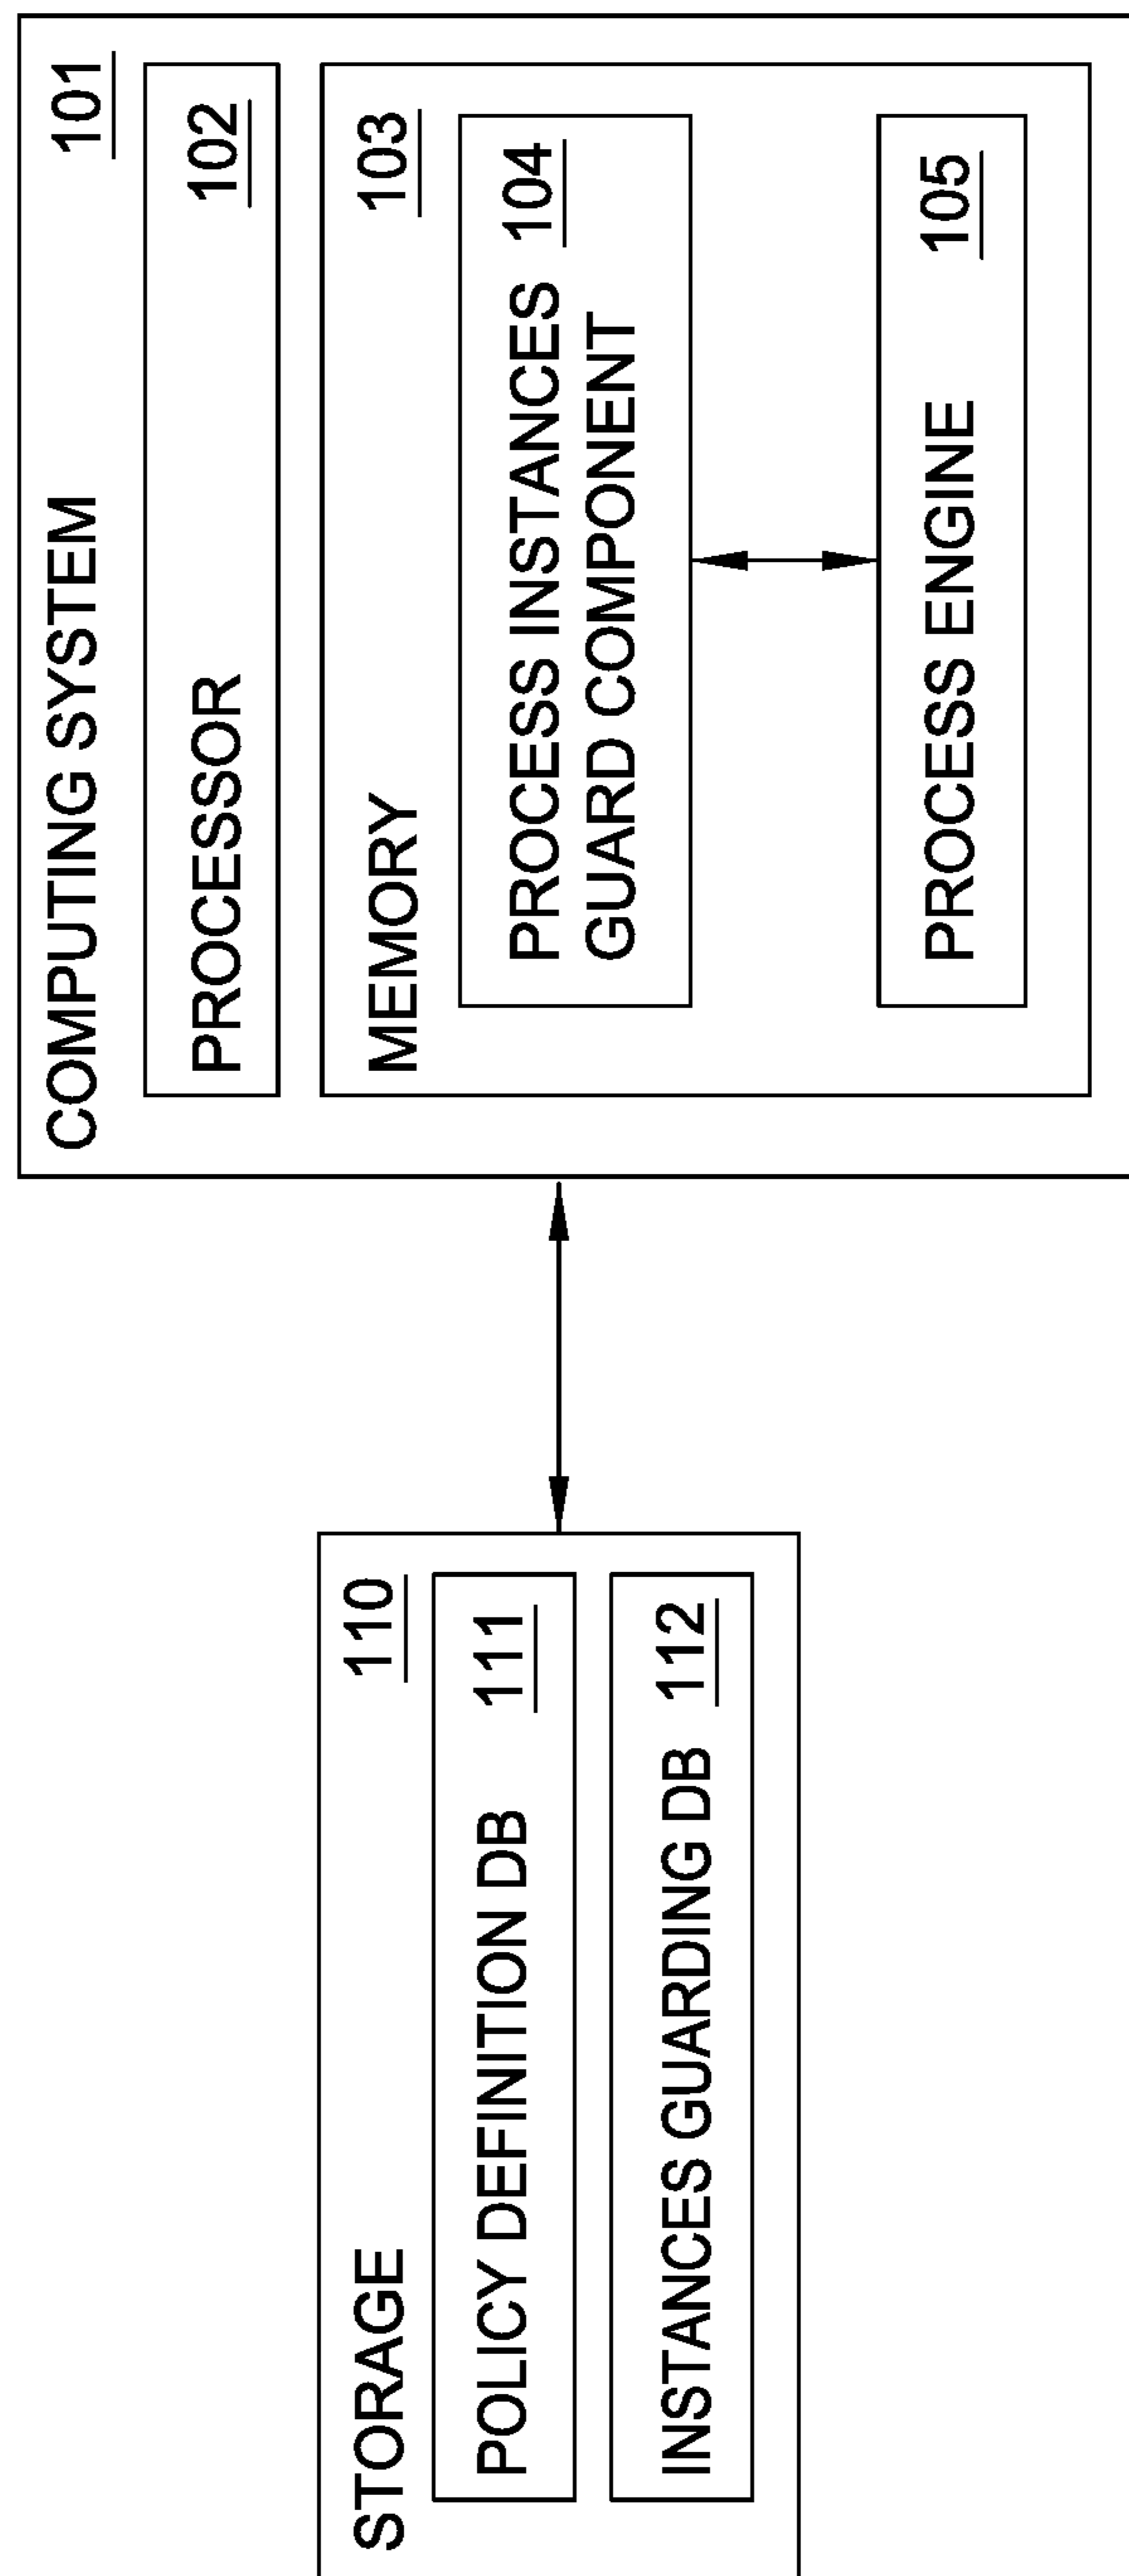 STORAGE 110
POLICY DEFINITION DB 111
INSTANCES GUARDING DB 112
COMPUTING SYSTEM 101
PROCESSOR 102
MEMORY 103
PROCESS INSTANCES 104
GUARD COMPONENT
PROCESS ENGINE 105